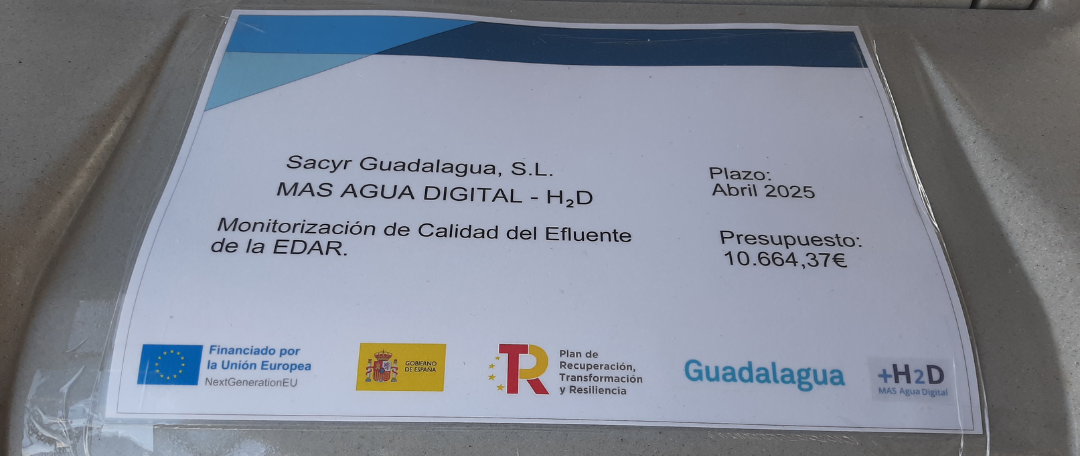 Sacyr Guadalagua, S.L.
MAS AGUA DIGITAL - H₂D
Monitorización de Calidad del Efluente
de la EDAR.
Plazo:
Abril 2025
Presupuesto:
10.664,37€
Financiado por
la Unión Europea
NextGenerationEU
GOBIERNO
DE ESPAÑA
TR
Plan de
Recuperación,
Transformación
y Resiliencia
Guadalagua
+H2D
MAS Agua Digital